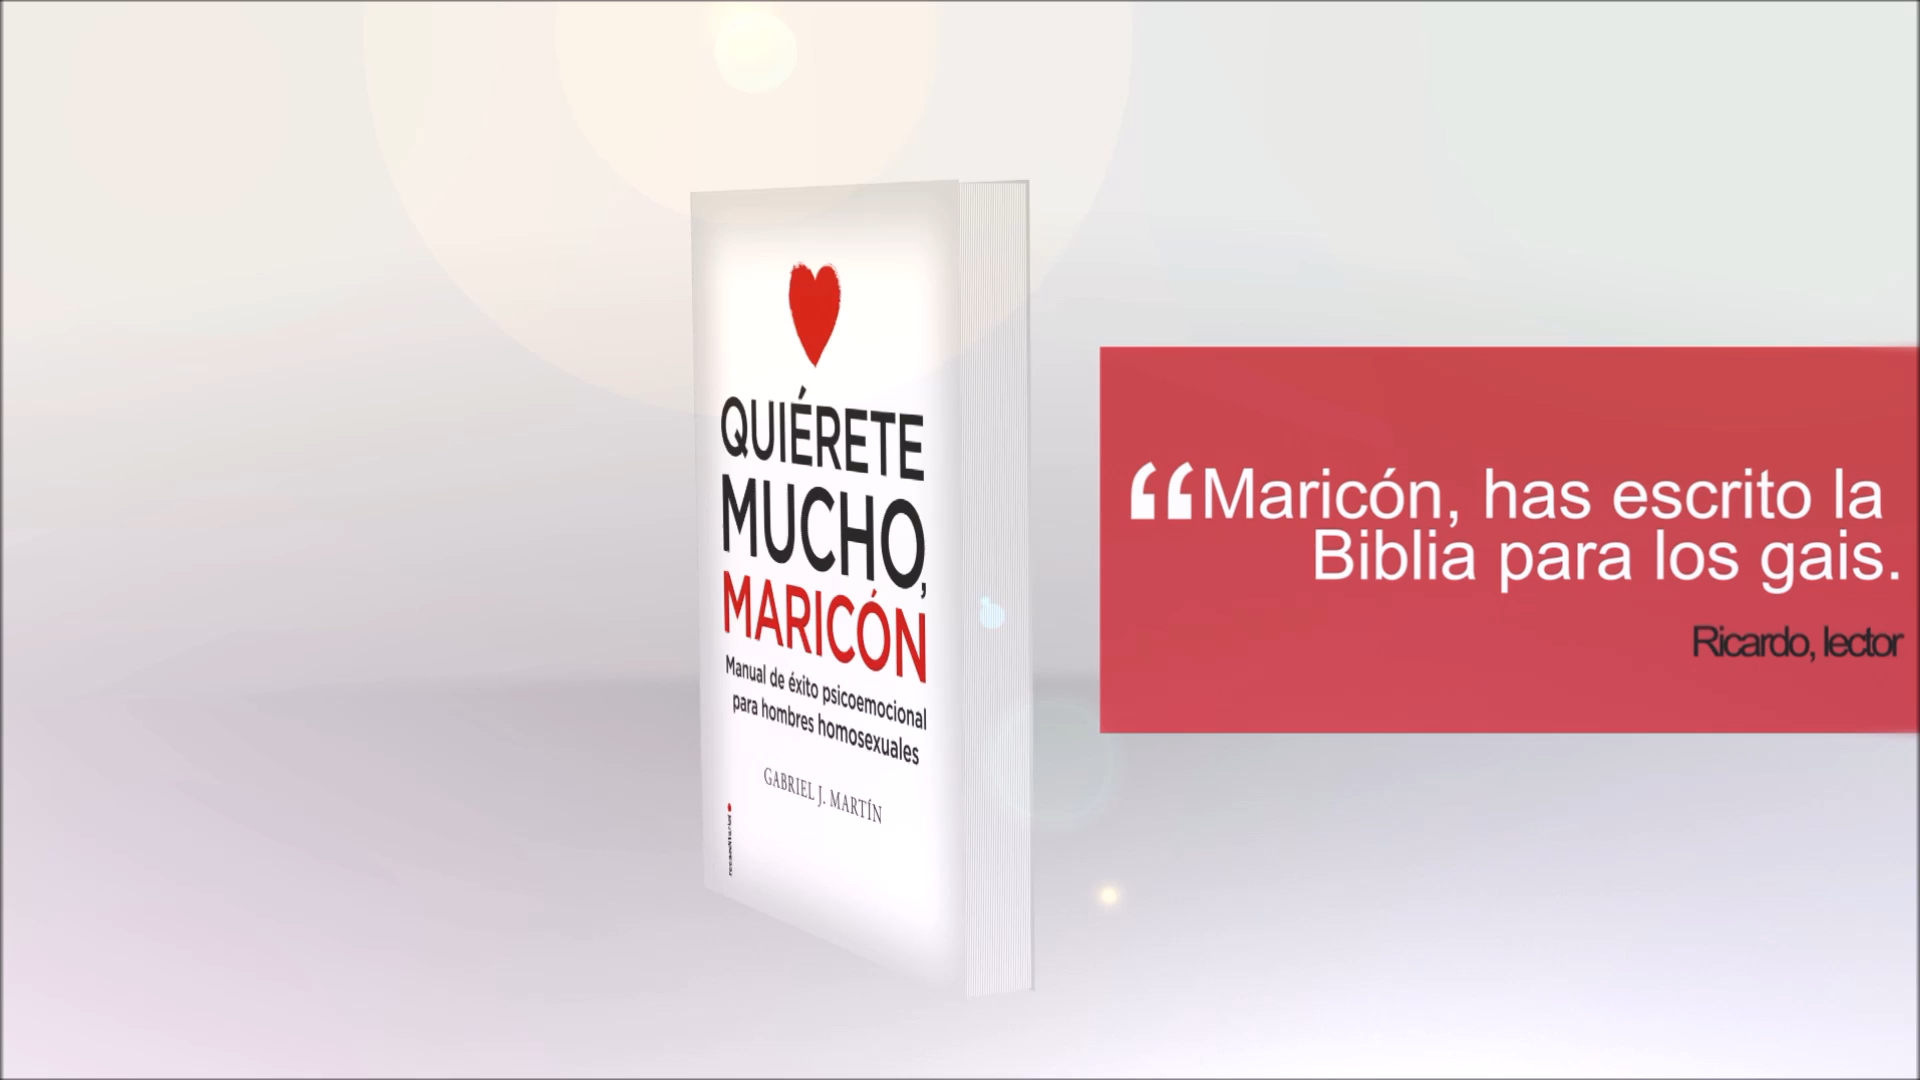 QUIÉRETE
MUCHO,
MARICÓN
Manual de éxito psicoemocional
para hombres homosexuales
GABRIEL J. MARTÍN
rocaeditorial
“Maricón, has escrito la
Biblia para los gais.
Ricardo, lector